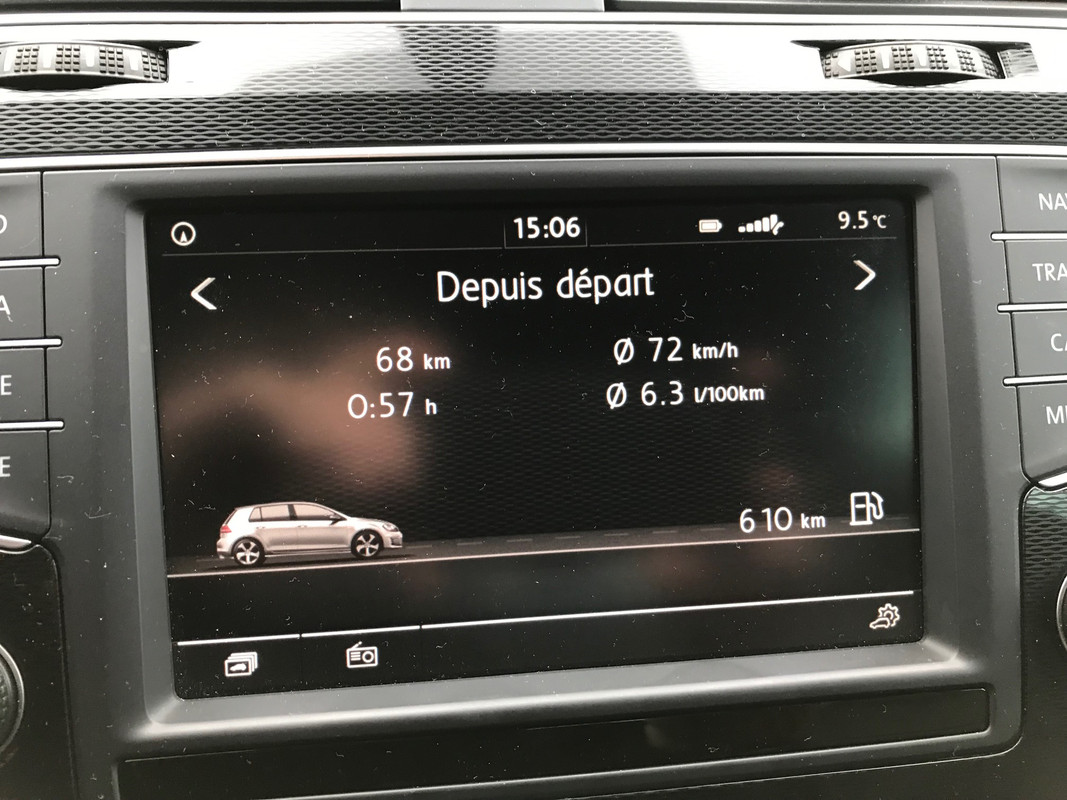 15:06
9.5 °C
Depuis départ
68 km
Ø 72 km/h
0:57 h
Ø 6.3 l/100km
610 km